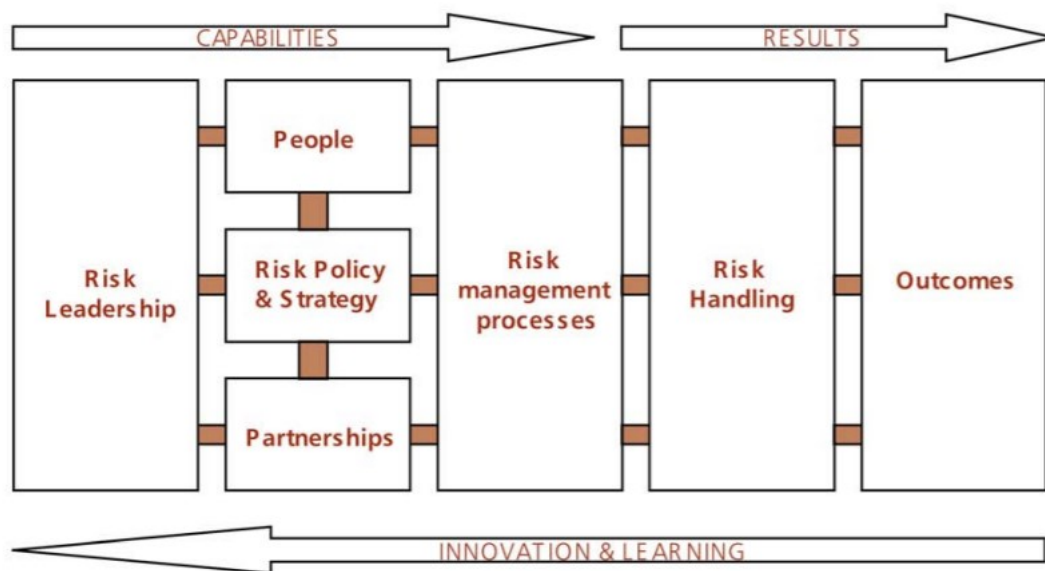 CAPABILITIES
RESULTS
Risk
Leadership
People
Risk Policy
& Strategy
Partnerships
Risk
management
processes
Risk
Handling
Outcomes
INNOVATION & LEARNING